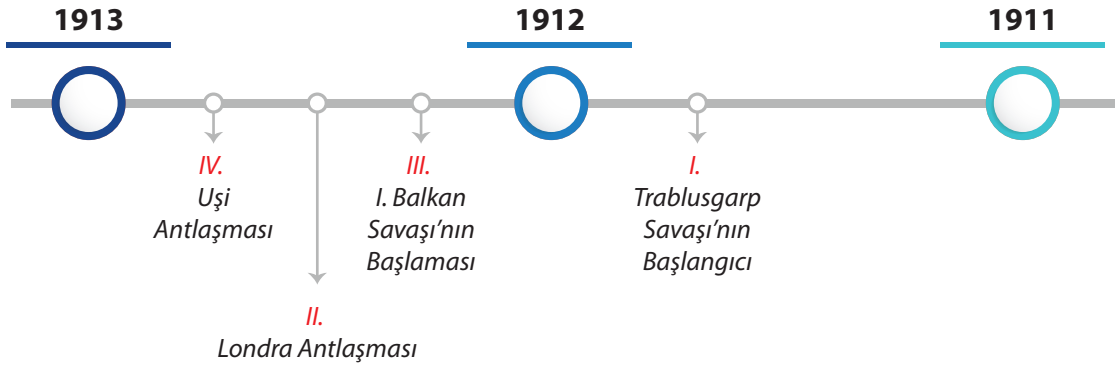 1913
1912
1911
IV.
Uşi
Antlaşması
III.
I. Balkan
Savaşı’nın
Başlaması
I.
Trablusgarp
Savaşı’nın
Başlangıcı
II.
Londra Antlaşması